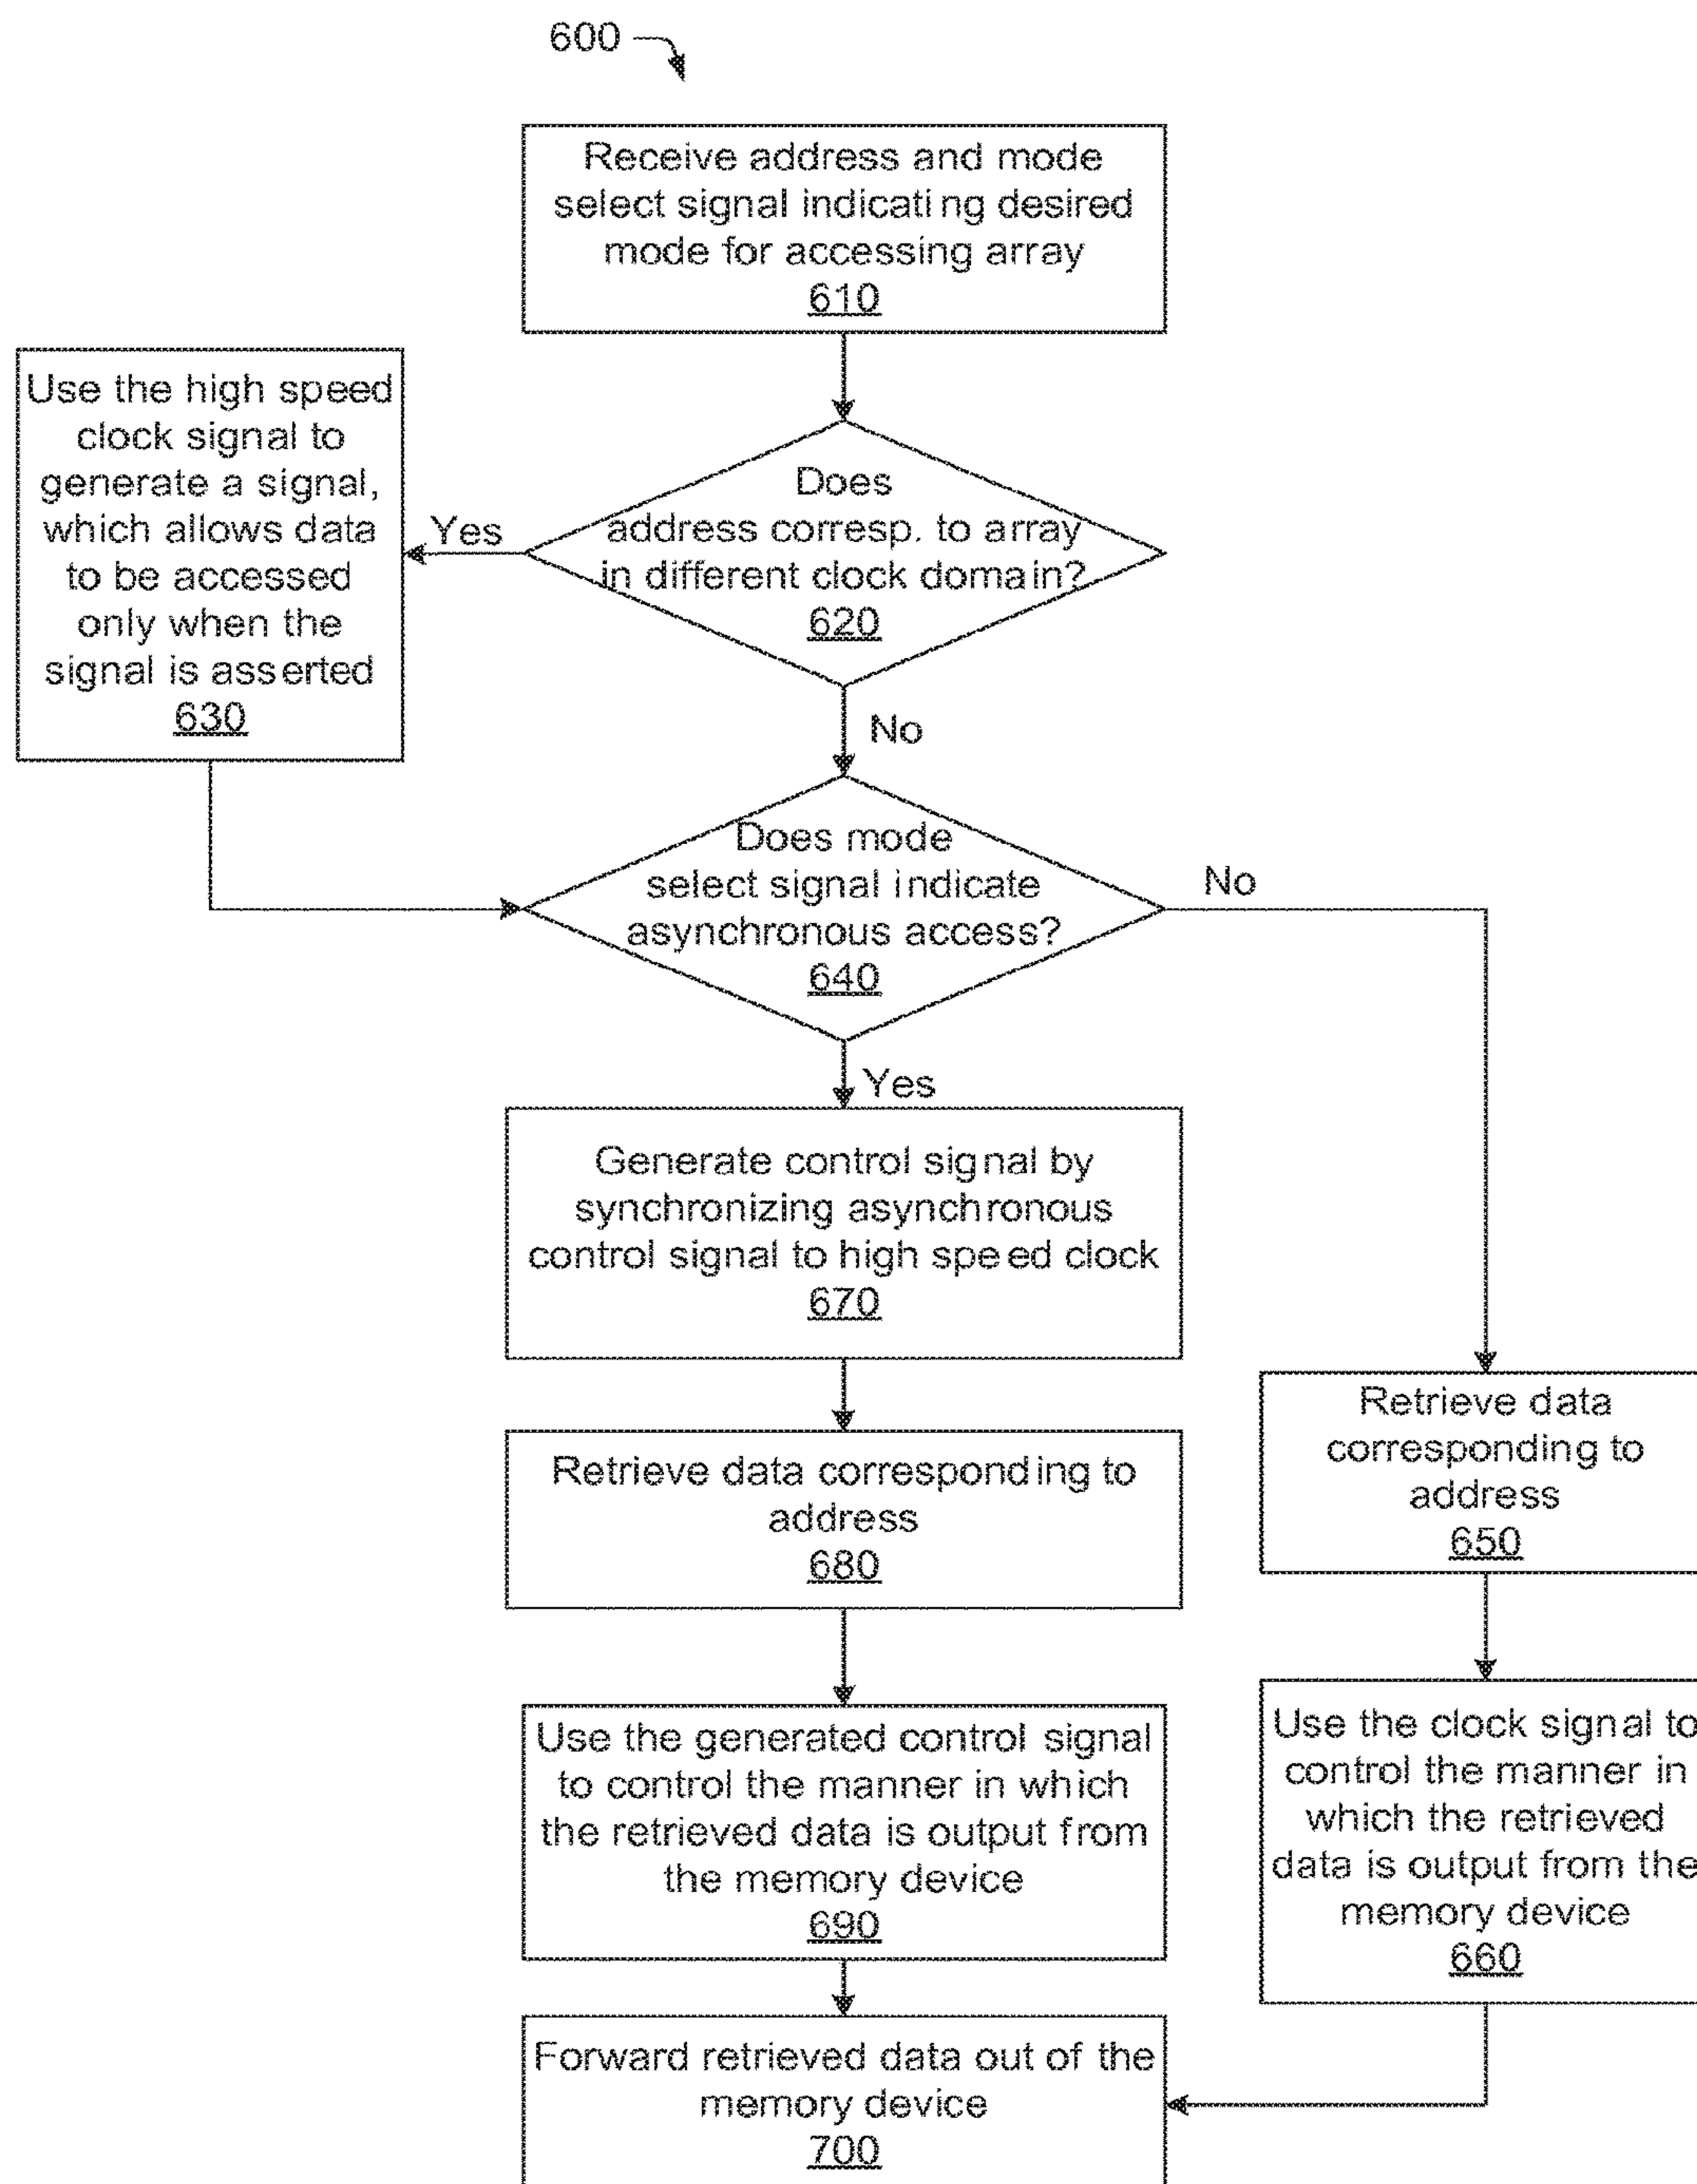 600
Receive address and mode
select signal indicating desired
mode for accessing array
610
Use the high speed
clock signal to
generate a signal,
which allows data
to be accessed
only when the
signal is asserted
630
Yes
Does
address corresp. to array
in different clock domain?
620
No
Does mode
select signal indicate
asynchronous access?
640
No
Yes
Generate control signal by
synchronizing asynchronous
control signal to high speed clock
670
Retrieve data corresponding to
address
680
Retrieve data
corresponding to
address
650
Use the generated control signal
to control the manner in which
the retrieved data is output from
the memory device
690
Use the clock signal to
control the manner in
which the retrieved
data is output from the
memory device
660
Forward retrieved data out of the
memory device
700